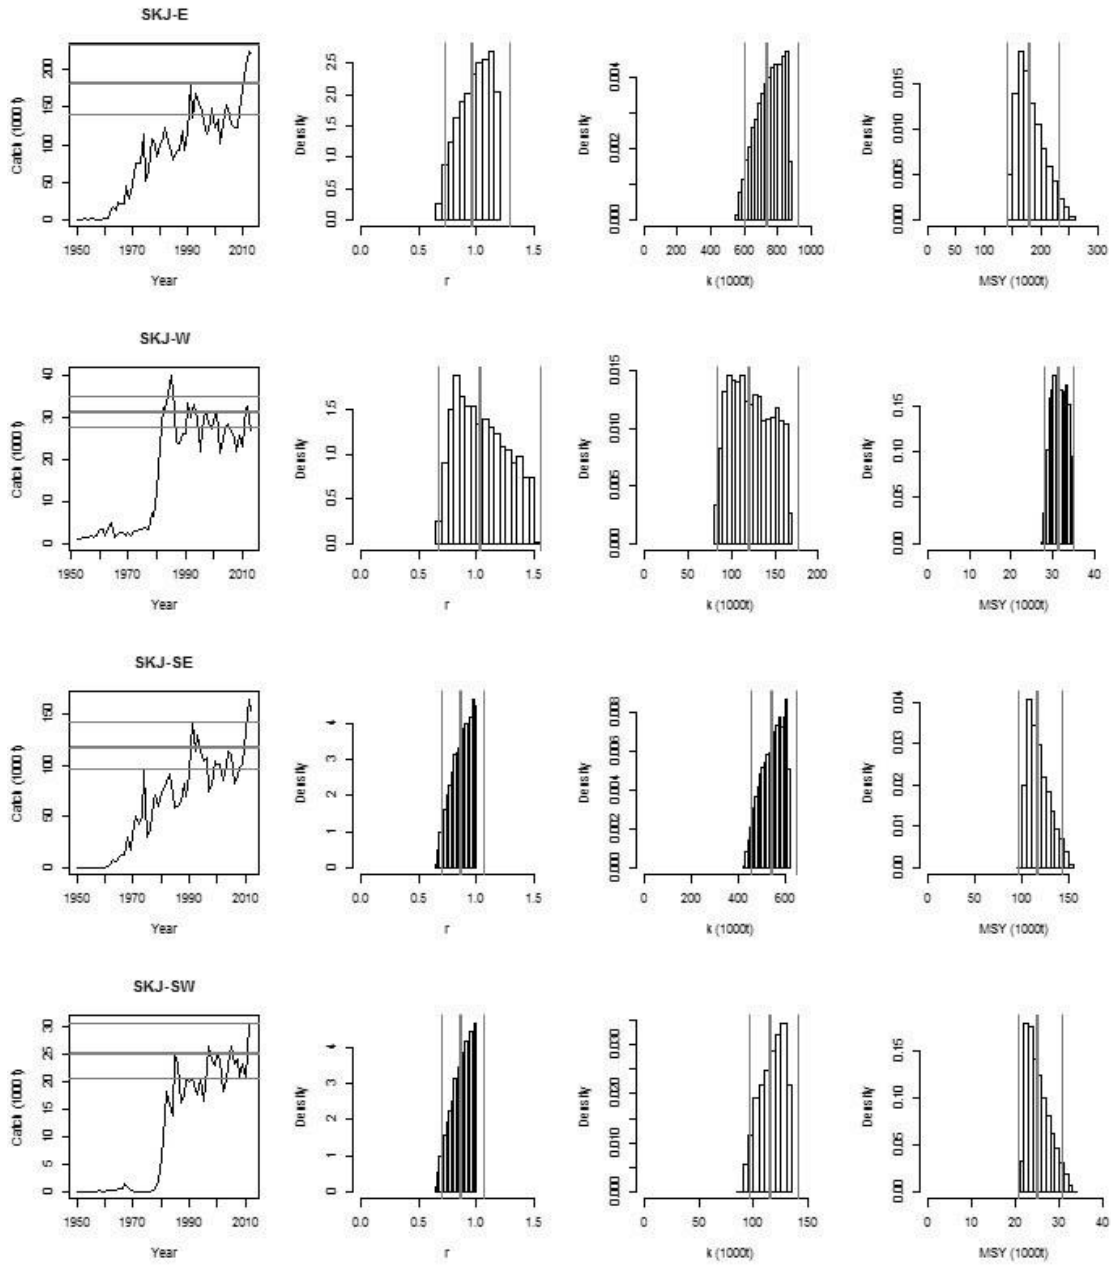 SKJ-E
Catch (1000 t)
0 50 100 150 200
1950 1970 1990 2010
Year
Density
0.0 0.5 1.0 1.5 2.0 2.5
0.0 0.5 1.0 1.5
r
Density
0.000 0.002 0.004
0 200 400 600 800 1000
k (1000t)
Density
0.000 0.005 0.010 0.015
0 100 200 300
MSY (1000t)
SKJ-W
Catch (1000 t)
0 10 20 30 40
1950 1970 1990 2010
Year
Density
0.0 0.5 1.0 1.5
0.0 0.5 1.0 1.5
r
Density
0.000 0.005 0.010 0.015
0 50 100 150 200
k (1000t)
Density
0.00 0.05 0.10 0.15
0 10 20 30 40
MSY (1000t)
SKJ-SE
Catch (1000 t)
0 50 100 150
1950 1970 1990 2010
Year
Density
0 1 2 3 4
0.0 0.5 1.0 1.5
r
Density
0.000 0.002 0.004 0.006 0.008
0 200 400 600
k (1000t)
Density
0.00 0.01 0.02 0.03 0.04
0 50 100 150
MSY (1000t)
SKJ-SW
Catch (1000 t)
0 5 10 15 20 25 30
1950 1970 1990 2010
Year
Density
0 1 2 3 4
0.0 0.5 1.0 1.5
r
Density
0.000 0.010 0.020 0.030
0 50 100 150
k (1000t)
Density
0.00 0.05 0.10 0.15
0 10 20 30 40
MSY (1000t)